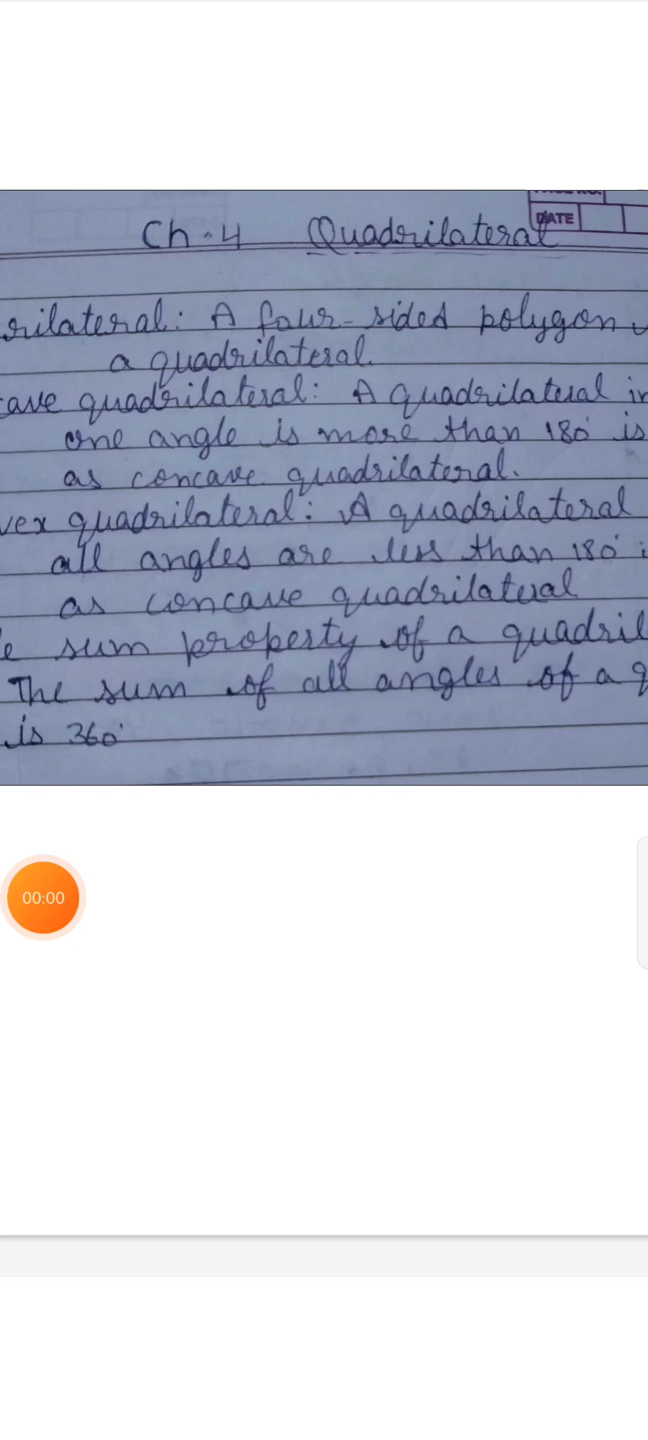 DATE
Ch-4 Quadrilateral
rilateral: A four-sided polygon
a quadrilateral.
cave quadrilateral: A quadrilateral in
one angle is more than 180° is
as concave quadrilateral.
vex quadrilateral: A quadrilateral
all angles are less than 180°
as concave quadrilateral
e sum property of a quadril
The sum of all angles of a q
is 360°
00:00